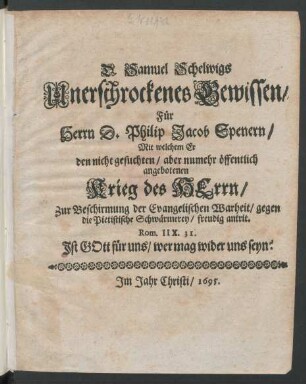 D. Samuel Schelwigs
Unerschrockenes Gewissen/
Für
Herrn D. Philip Jacob Spenern/
Mit welchem Er
den nicht gesuchten/ aber numehr öffentlich
angebotenen
Krieg des HErrn/
Zur Beschirmung der Evangelischen Warheit/ gegen
die Pietistische Schwärmerey/ freudig antrit.
Rom. IIX. 31.
Ist GOtt für uns/ wer mag wider uns seyn?
Im Jahr Christi/ 1695.